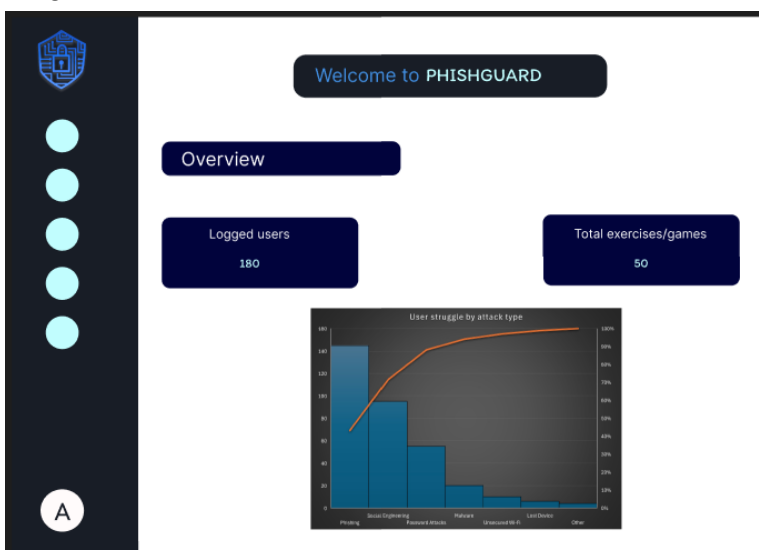 Welcome to PHISHGUARD
Overview
Logged users
180
Total exercises/games
50
User struggle by attack type
160
140
120
100
80
60
40
20
0
100%
90%
80%
70%
60%
50%
40%
30%
20%
10%
0%
Phishing
Social Engineering
Password Attacks
Malware
Unsecured Wi-Fi
Lost Device
Other
A